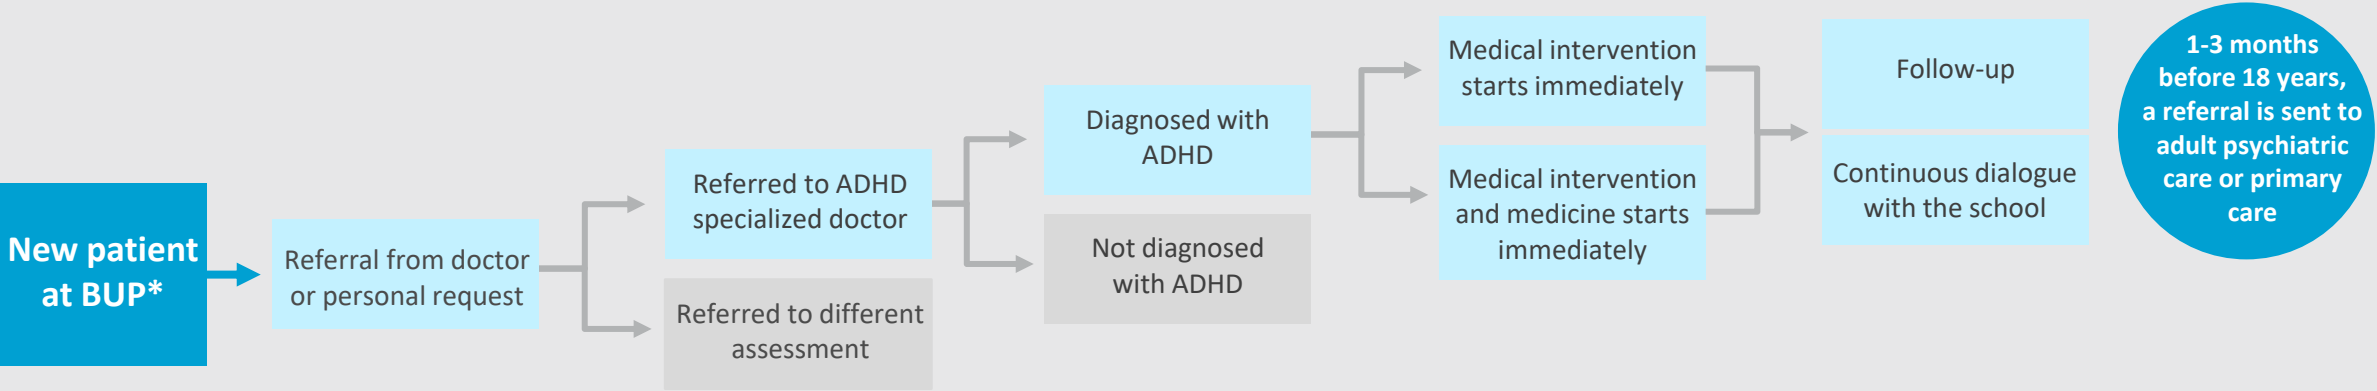 New patient
at BUP*
Referral from doctor
or personal request
Referred to ADHD
specialized doctor
Referred to different
assessment
Diagnosed with
ADHD
Not diagnosed
with ADHD
Medical intervention
starts immediately
Medical intervention
and medicine starts
immediately
Follow-up
Continuous dialogue
with the school
1-3 months
before 18 years,
a referral is sent to
adult psychiatric
care or primary
care